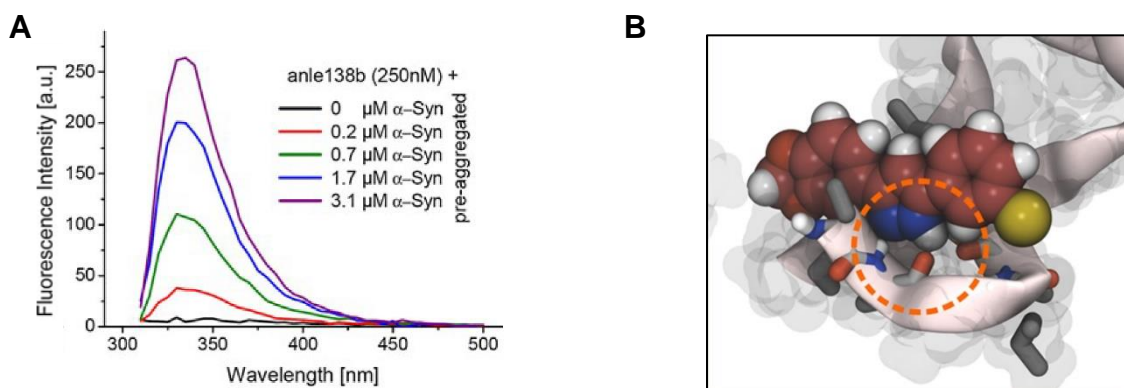 A
B
Fluorescence Intensity [a.u.]
250
200
150
100
50
0
anle138b (250nM) +
0 µM α–Syn
0.2 µM α–Syn
0.7 µM α–Syn
1.7 µM α–Syn
3.1 µM α–Syn
pre-aggregated
300 350 400 450 500
Wavelength [nm]